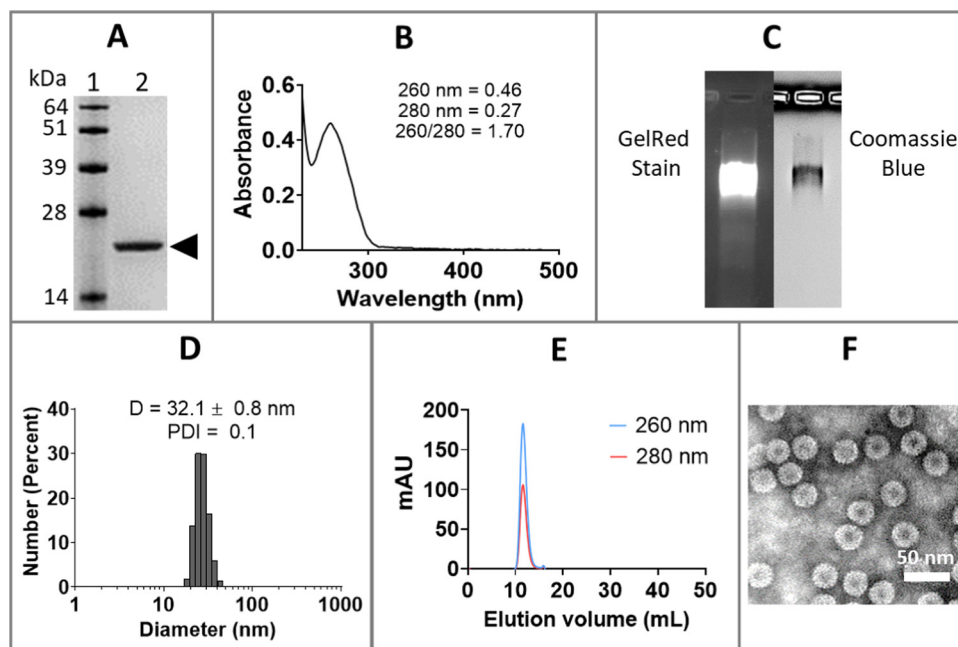 A
kDa 1 2
64
51
39
28
14
B
260 nm = 0.46
280 nm = 0.27
260/280 = 1.70
Absorbance
0.6
0.4
0.2
0.0
300 400 500
Wavelength (nm)
C
GelRed
Stain
Coomassie
Blue
D
D = 32.1 ± 0.8 nm
PDI = 0.1
Number (Percent)
40
30
20
10
0
1 10 100 1000
Diameter (nm)
E
260 nm
280 nm
mAU
200
150
100
50
0
0 10 20 30 40 50
Elution volume (mL)
F
50 nm